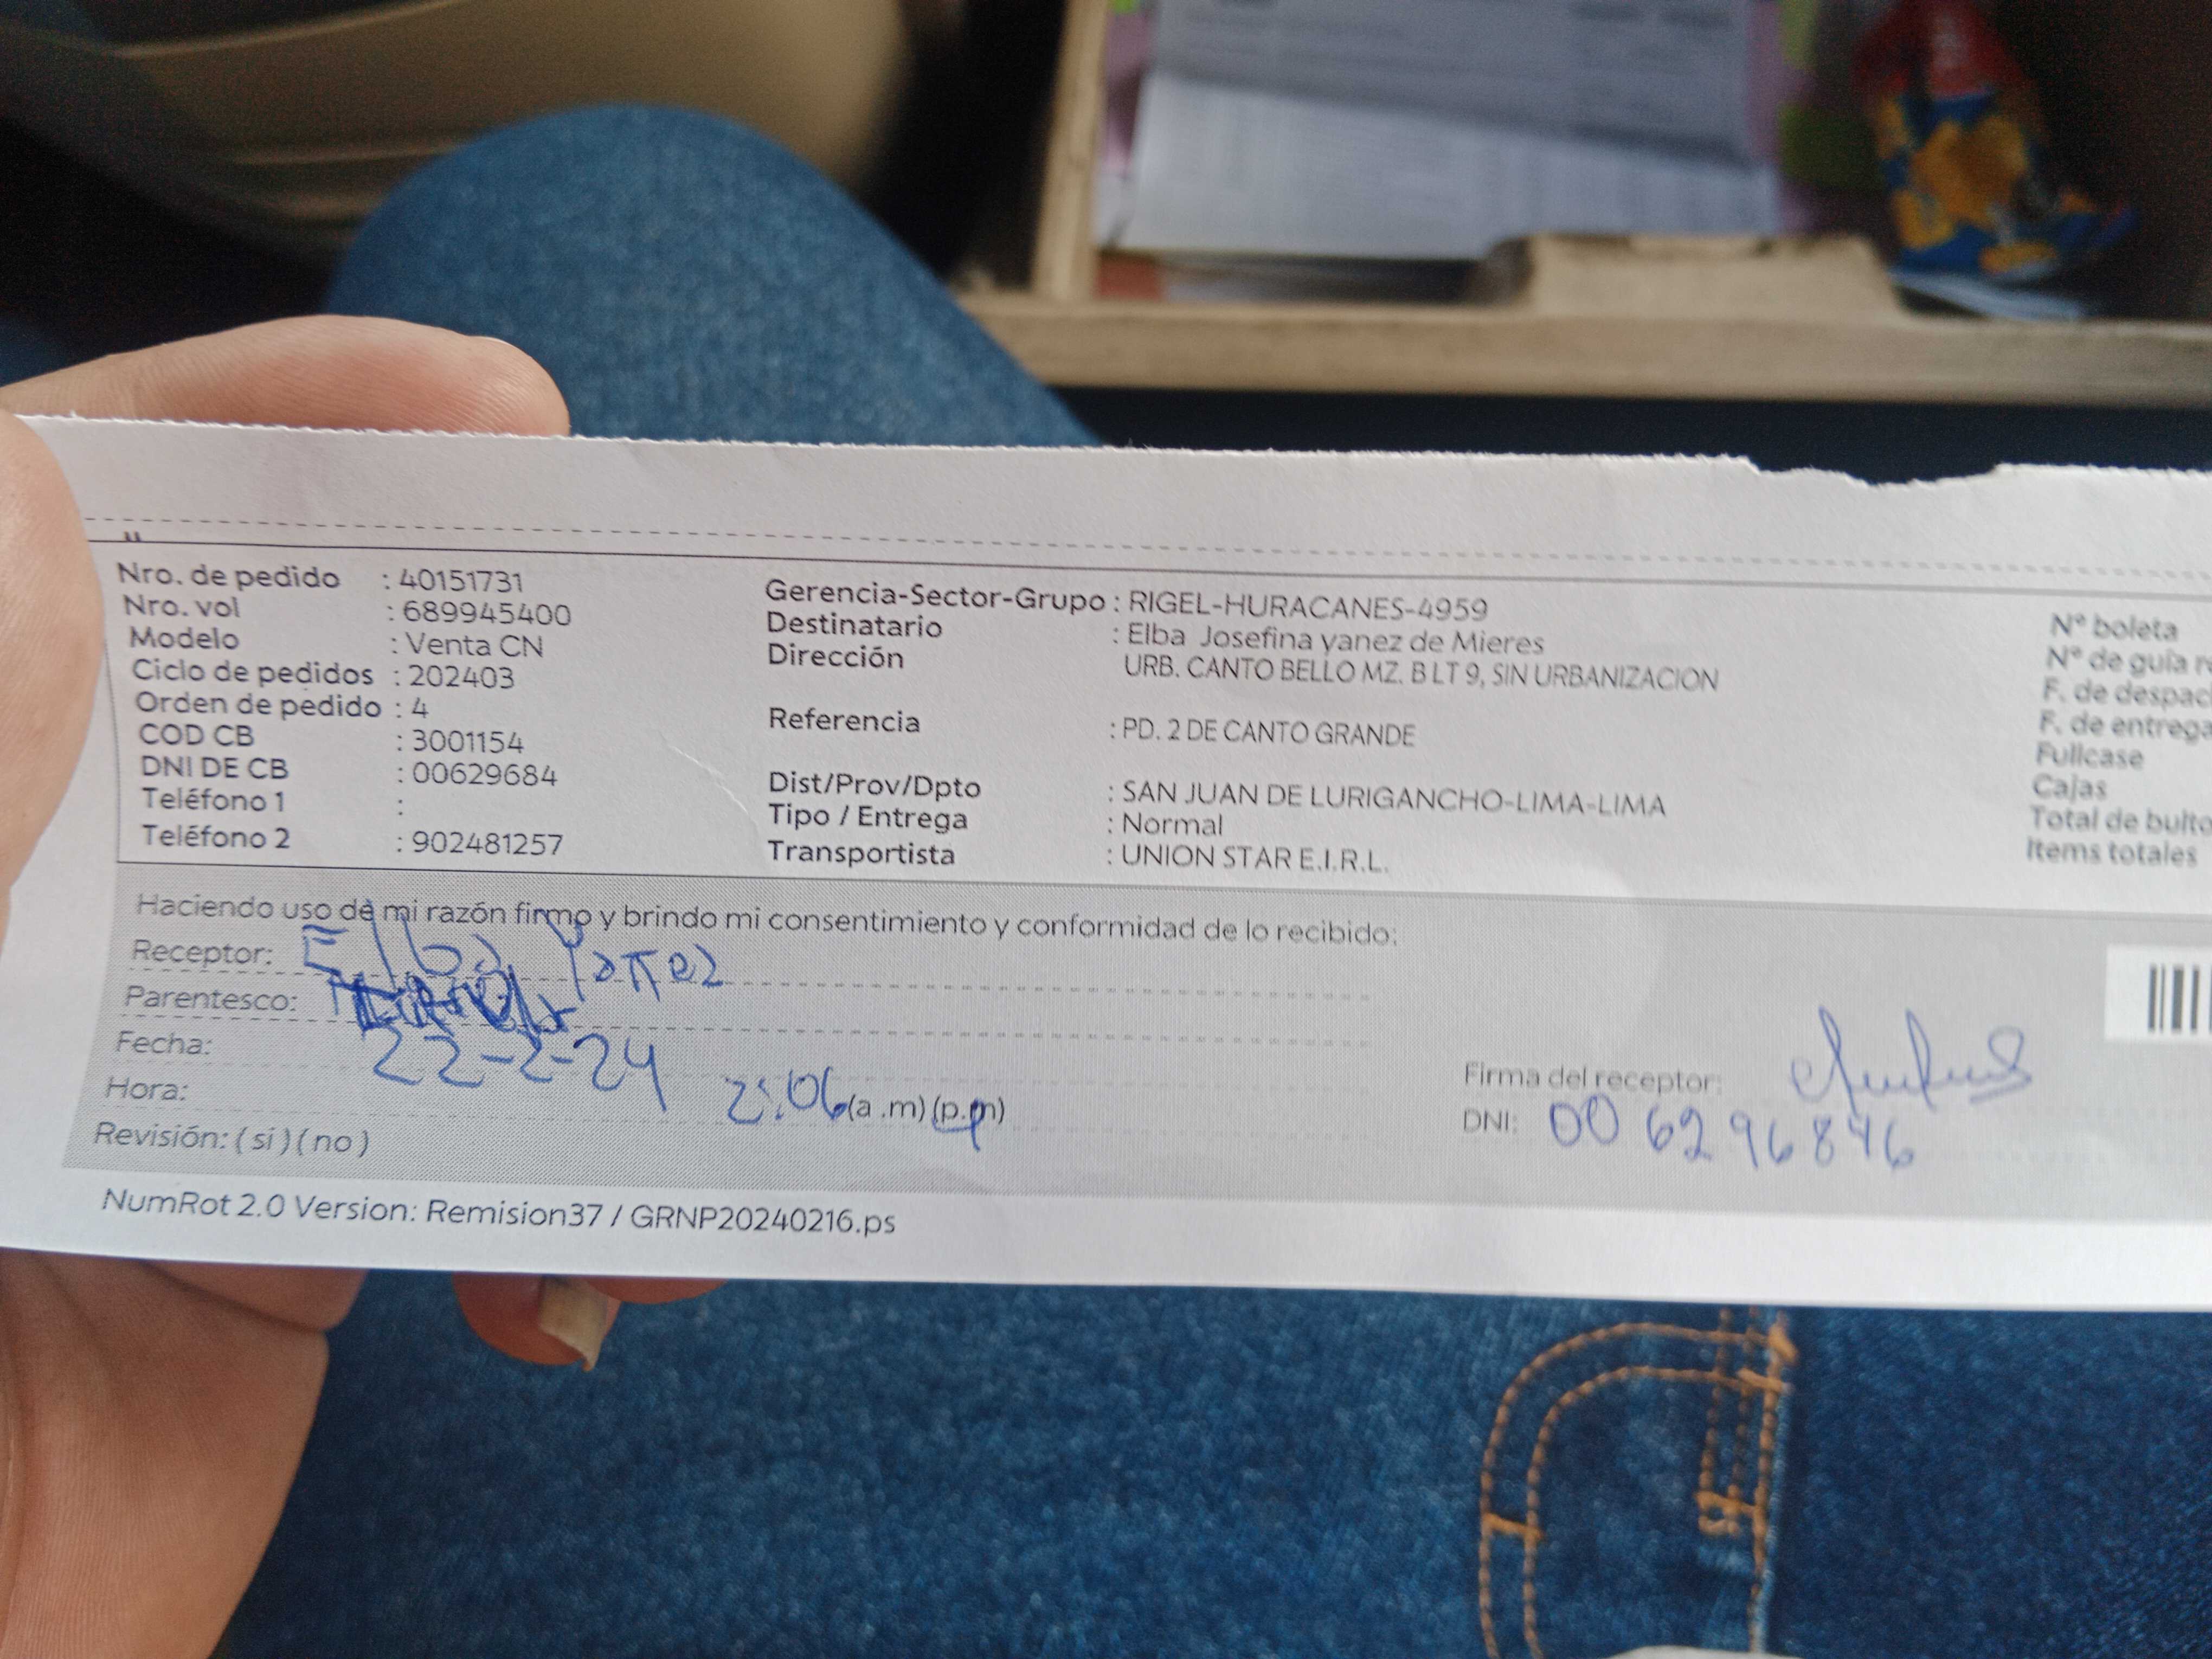 Nro. de pedido : 40151731
Nro. vol : 689945400
Modelo : Venta CN
Ciclo de pedidos : 202403
Orden de pedido : 4
COD CB : 3001154
DNI DE CB : 00629684
Teléfono 1 :
Teléfono 2 : 902481257
Gerencia-Sector-Grupo : RIGEL-HURACANES-4959
Destinatario : Elba Josefina yanez de Mieres
Dirección URB. CANTO BELLO MZ. B LT 9, SIN URBANIZACION
Referencia : PD. 2 DE CANTO GRANDE
Dist/Prov/Dpto : SAN JUAN DE LURIGANCHO-LIMA-LIMA
Tipo / Entrega : Normal
Transportista : UNION STAR E.I.R.L.
Nº boleta
Nº de guía
F. de despac
F. de entrega
Fullcase
Cajas
Total de bulto
Items totales
Haciendo uso de mi razón firmo y brindo mi consentimiento y conformidad de lo recibido:
Receptor: Elba Yañez
Parentesco:
Fecha: 22-2-24
Hora: 2:06 (a.m) (p.m)
Revisión: ( si ) ( no )
Firma del receptor:
DNI: 006296846
NumRot 2.0 Version: Remision37 / GRNP20240216.ps